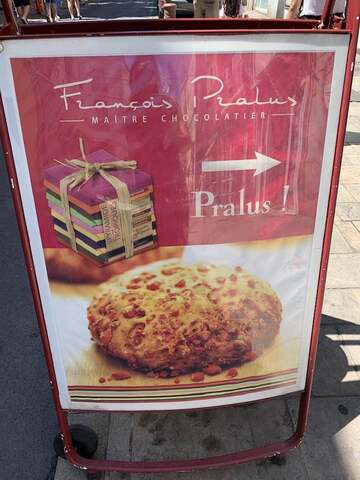 François Pralus
MAÎTRE CHOCOLATIER
Pralus !